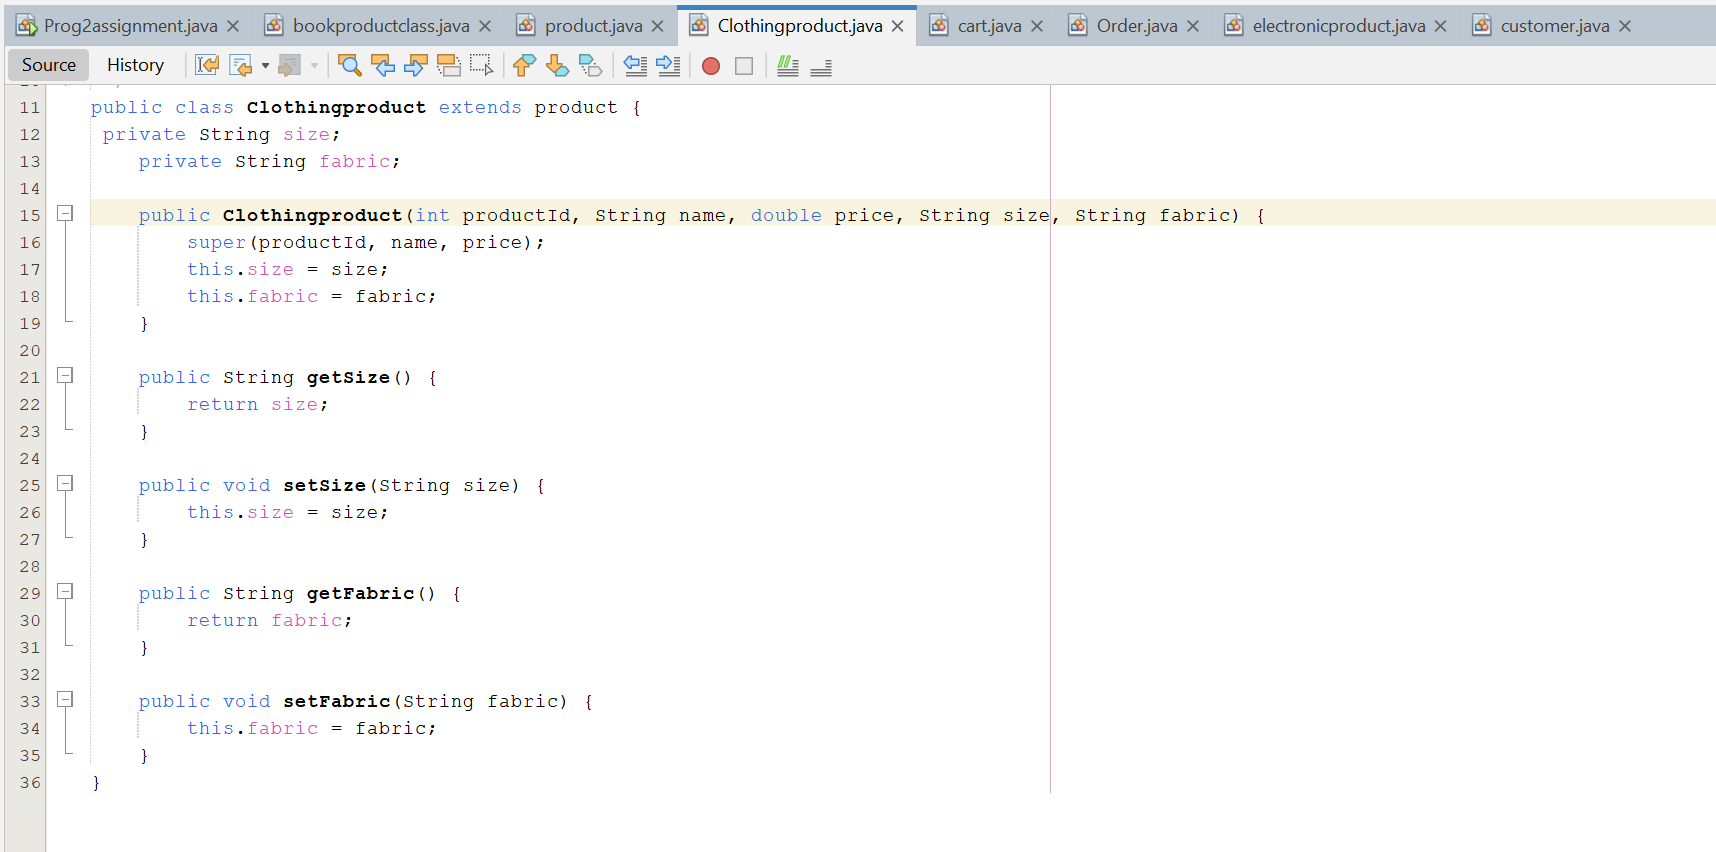 Prog2assignment.java bookproductclass.java product.java Clothingproduct.java cart.java Order.java electronicproduct.java customer.java
Source History
11 public class Clothingproduct extends product {
12 private String size;
13 private String fabric;
14
15 public Clothingproduct(int productId, String name, double price, String size, String fabric) {
16 super(productId, name, price);
17 this.size = size;
18 this.fabric = fabric;
19 }
20
21 public String getSize() {
22 return size;
23 }
24
25 public void setSize(String size) {
26 this.size = size;
27 }
28
29 public String getFabric() {
30 return fabric;
31 }
32
33 public void setFabric(String fabric) {
34 this.fabric = fabric;
35 }
36 }